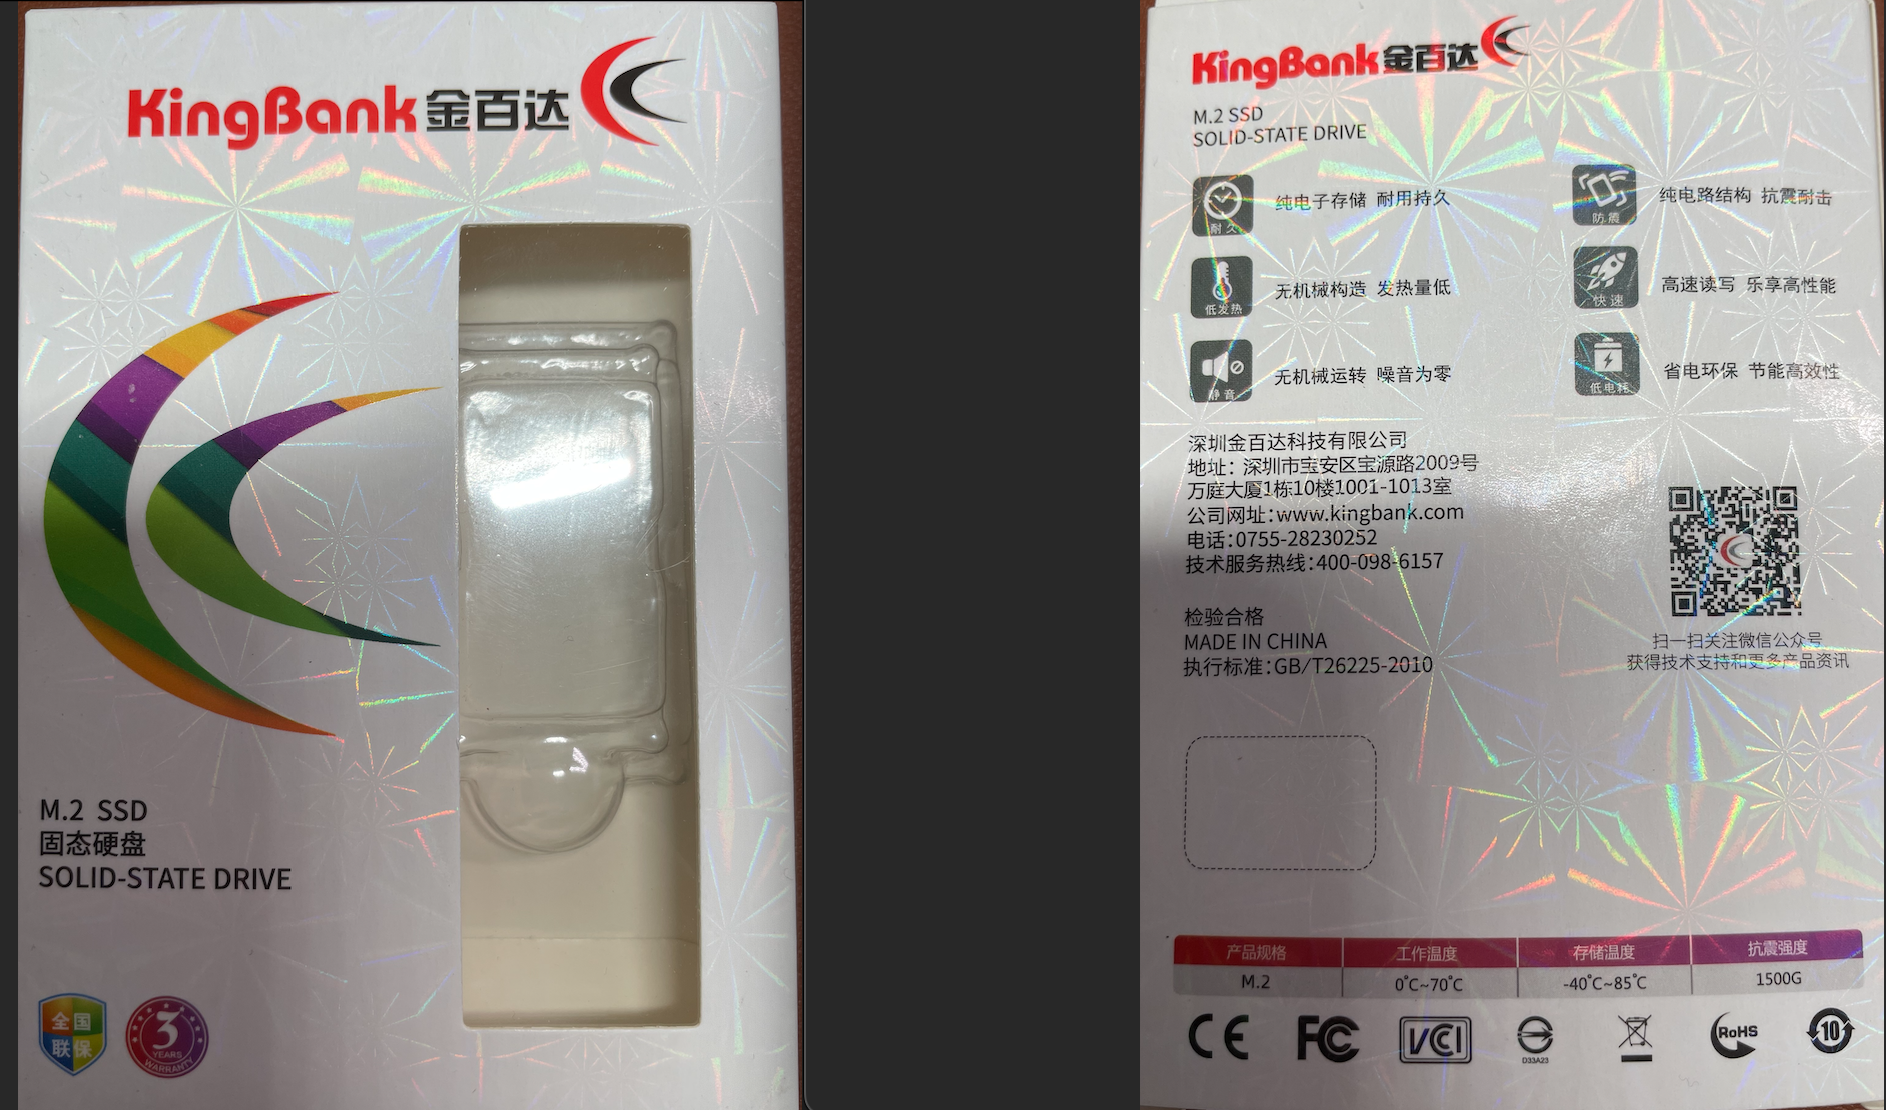 KingBank金百达
M.2 SSD
固态硬盘
SOLID-STATE DRIVE
全国
联保
3
YEARS
WARRANTY
KingBank金百达
M.2 SSD
SOLID-STATE DRIVE
耐久
纯电子存储 耐用持久
防震
纯电路结构 抗震耐击
低发热
无机械构造 发热量低
快速
高速读写 乐享高性能
静音
无机械运转 噪音为零
低电耗
省电环保 节能高效性
深圳金百达科技有限公司
地址：深圳市宝安区宝源路2009号
万庭大厦1栋10楼1001-1013室
公司网址：www.kingbank.com
电话：0755-28230252
技术服务热线：400-098-6157
检验合格
MADE IN CHINA
执行标准：GB/T26225-2010
扫一扫关注微信公众号
获得技术支持和更多产品资讯
产品规格 工作温度 存储温度 抗震强度
M.2 0°C~70°C -40°C~85°C 1500G
CE FC VCI D33A23 RoHS 10